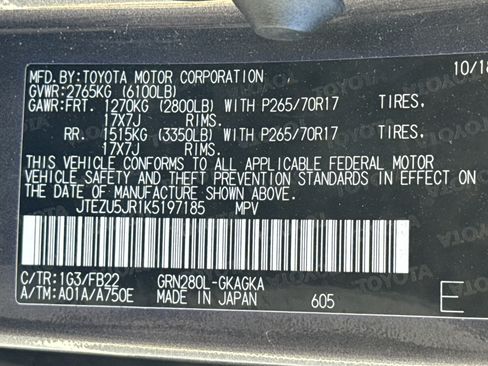 MFD.BY:TOYOTA MOTOR CORPORATION 10/18
GVWR:2765KG (6100LB)
GAWR:FRT. 1270KG (2800LB) WITH P265/70R17 TIRES,
17X7J RIMS.
RR. 1515KG (3350LB) WITH P265/70R17 TIRES,
17X7J RIMS.
THIS VEHICLE CONFORMS TO ALL APPLICABLE FEDERAL MOTOR
VEHICLE SAFETY AND THEFT PREVENTION STANDARDS IN EFFECT ON
THE DATE OF MANUFACTURE SHOWN ABOVE.
JTEZU5JR1K5197185 MPV
C/TR:1G3/FB22 GRN280L-GKAGKA
A/TM:A01A/A750E MADE IN JAPAN 605 E